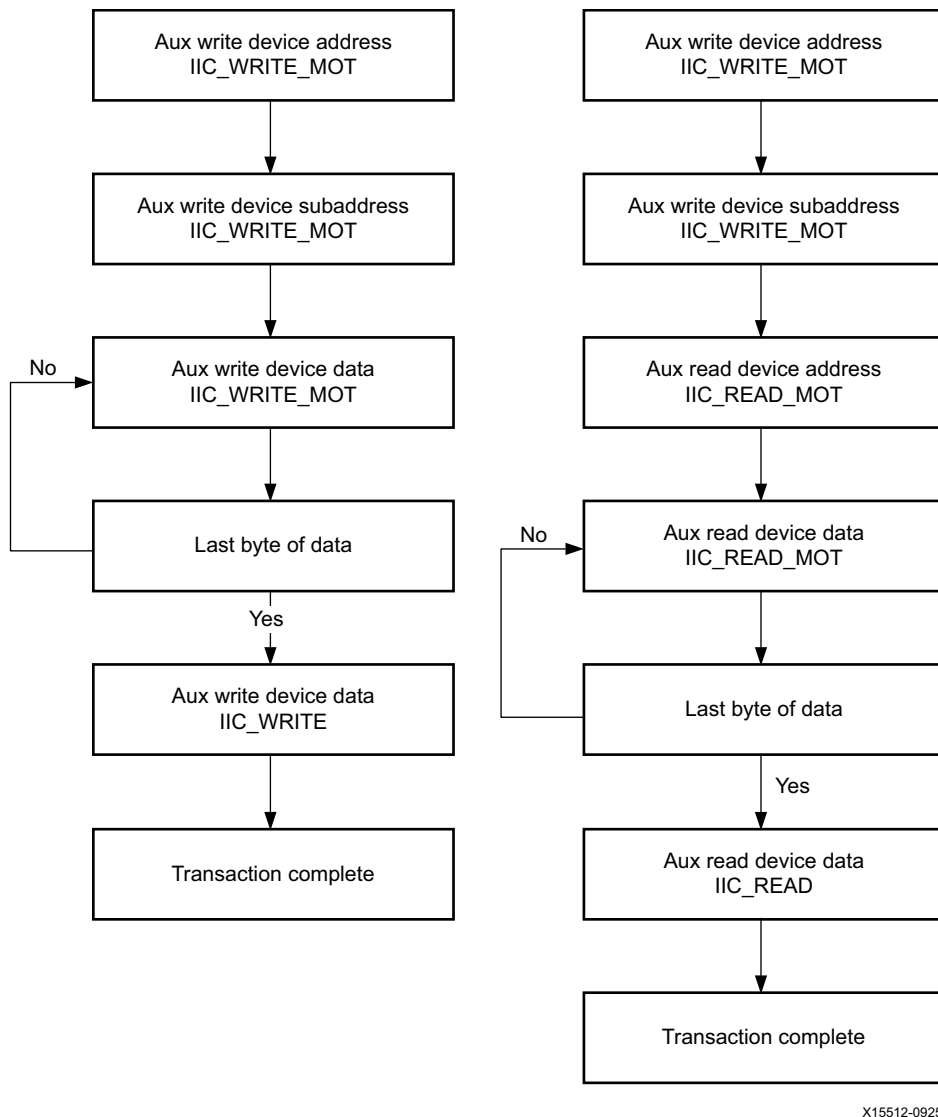 Aux write device address
IIC_WRITE_MOT
Aux write device subaddress
IIC_WRITE_MOT
No
Aux write device data
IIC_WRITE_MOT
Last byte of data
Yes
Aux write device data
IIC_WRITE
Transaction complete
Aux write device address
IIC_WRITE_MOT
Aux write device subaddress
IIC_WRITE_MOT
Aux read device address
IIC_READ_MOT
No
Aux read device data
IIC_READ_MOT
Last byte of data
Yes
Aux read device data
IIC_READ
Transaction complete
X15512-0925